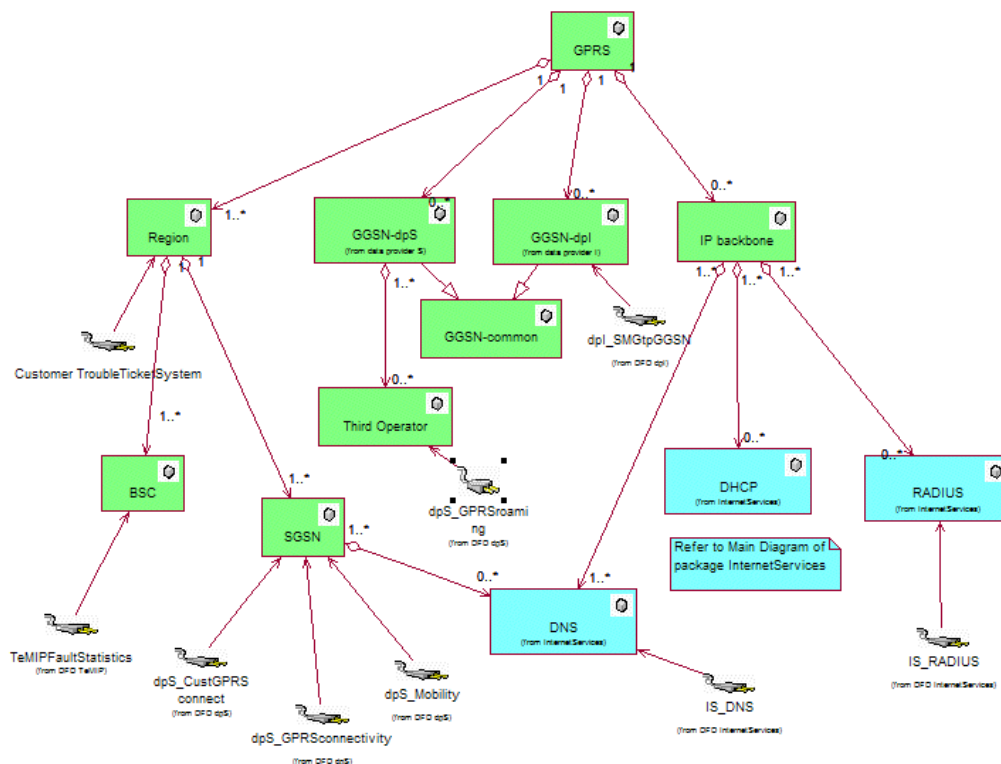 GPRS
1
1
1
1
1..*
0..*
0..*
0..*
Region
GGSN-dpS
(from data provider S)
GGSN-dpI
(from data provider I)
IP backbone
1
1
1..*
1..*
1..*
1..*
GGSN-common
dpI_SMGtpGGSN
(from DFD dpI)
Customer TroubleTicketSystem
1..*
0..*
Third Operator
0..*
0..*
BSC
1..*
dpS_GPRSroami
ng
(from DFD dpS)
DHCP
(from InternetServices)
RADIUS
(from InternetServices)
SGSN
1..*
Refer to Main Diagram of
package InternetServices
0..*
1..*
DNS
(from InternetServices)
TeMIPFaultStatistics
(from DFD TeMIP)
dpS_CustGPRS
connect
(from DFD dpS)
dpS_Mobility
(from DFD dpS)
dpS_GPRSconnectivity
(from DFD dpS)
IS_DNS
(from DFD InternetServices)
IS_RADIUS
(from DFD InternetServices)